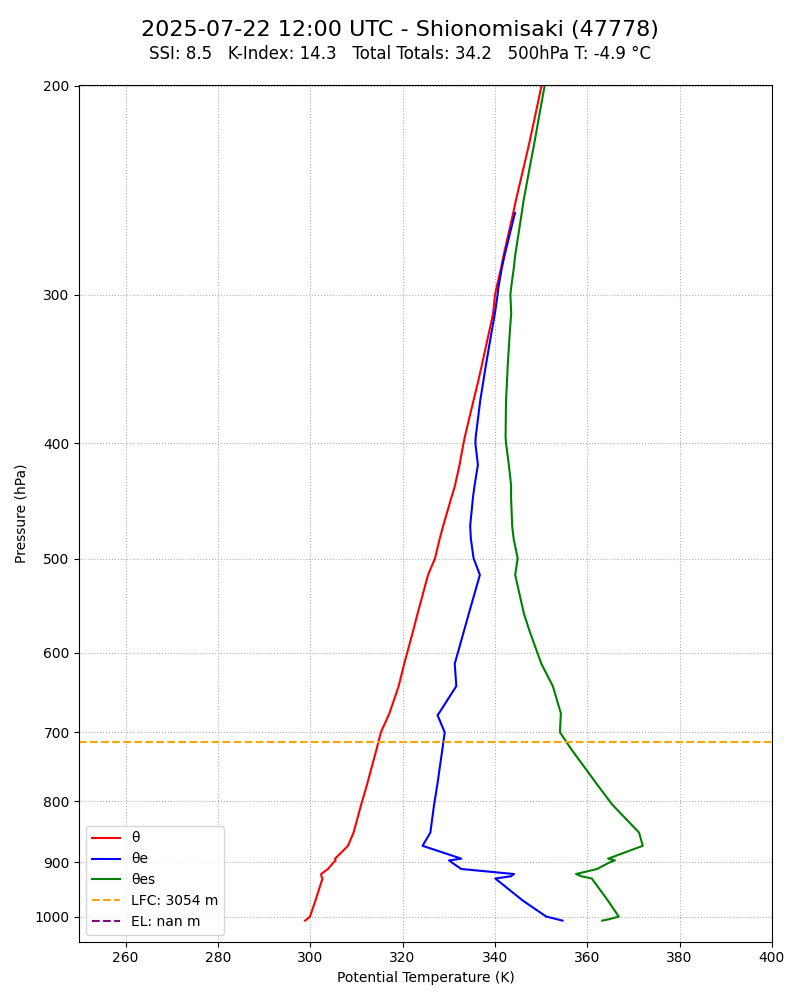 2025-07-22 12:00 UTC - Shionomisaki (47778)
SSI: 8.5   K-Index: 14.3   Total Totals: 34.2   500hPa T: -4.9 °C
200
300
400
500
600
700
800
900
1000
Pressure (hPa)
θ
θe
θes
LFC: 3054 m
EL: nan m
260 280 300 320 340 360 380 400
Potential Temperature (K)